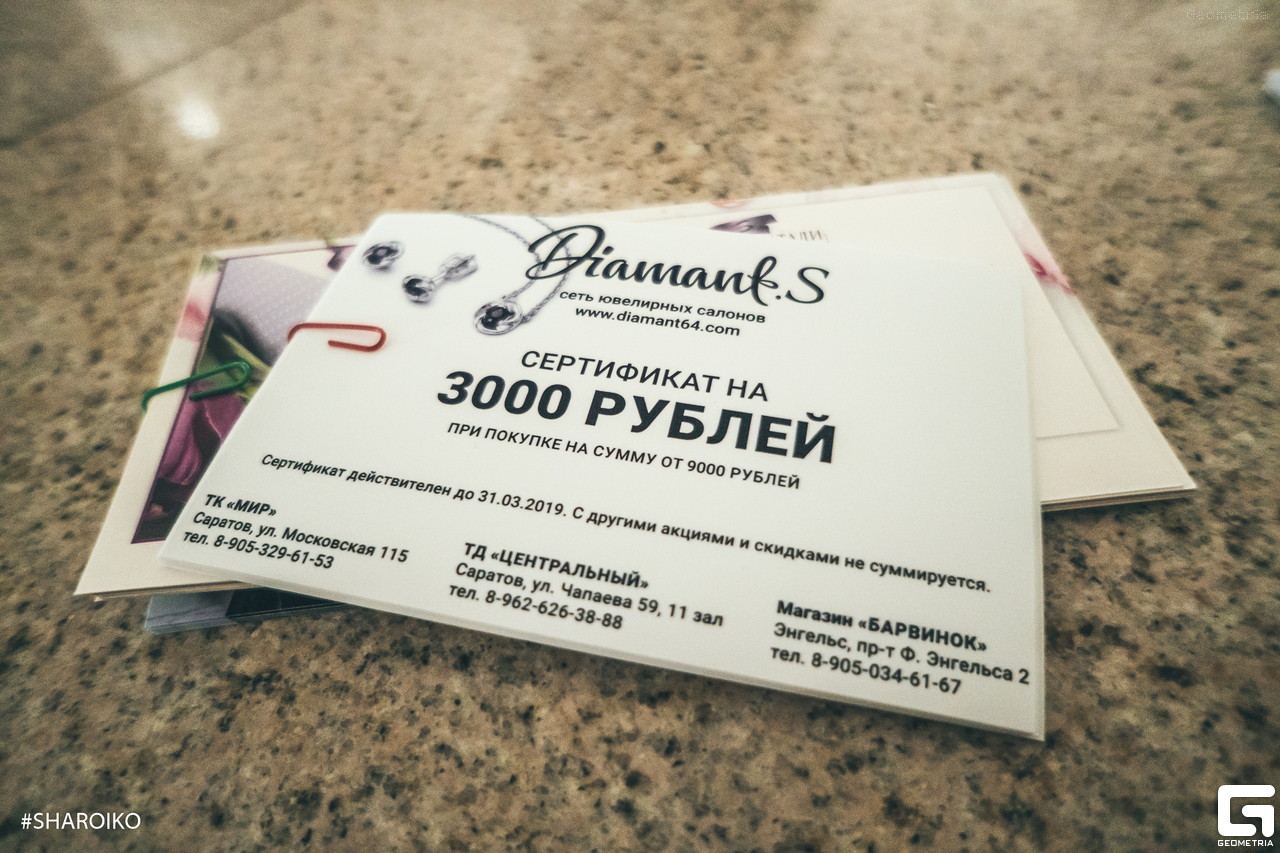 Geometria
Diamant.S
сеть ювелирных салонов
www.diamant64.com
СЕРТИФИКАТ НА
3000 РУБЛЕЙ
ПРИ ПОКУПКЕ НА СУММУ ОТ 9000 РУБЛЕЙ
Сертификат действителен до 31.03.2019. С другими акциями и скидками не суммируется.
ТК «МИР»
Саратов, ул. Московская 115
тел. 8-905-329-61-53
ТД «ЦЕНТРАЛЬНЫЙ»
Саратов, ул. Чапаева 59, 11 зал
тел. 8-962-626-38-88
Магазин «БАРВИНОК»
Энгельс, пр-т Ф. Энгельса 2
тел. 8-905-034-61-67
#SHAROIKO
GEOMETRIA